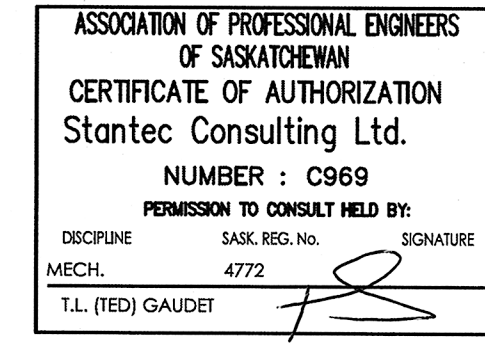 ASSOCIATION OF PROFESSIONAL ENGINEERS
OF SASKATCHEWAN
CERTIFICATE OF AUTHORIZATION
Stantec Consulting Ltd.
NUMBER : C969
PERMISSION TO CONSULT HELD BY:
DISCIPLINE SASK. REG. No. SIGNATURE
MECH. 4772
T.L. (TED) GAUDET